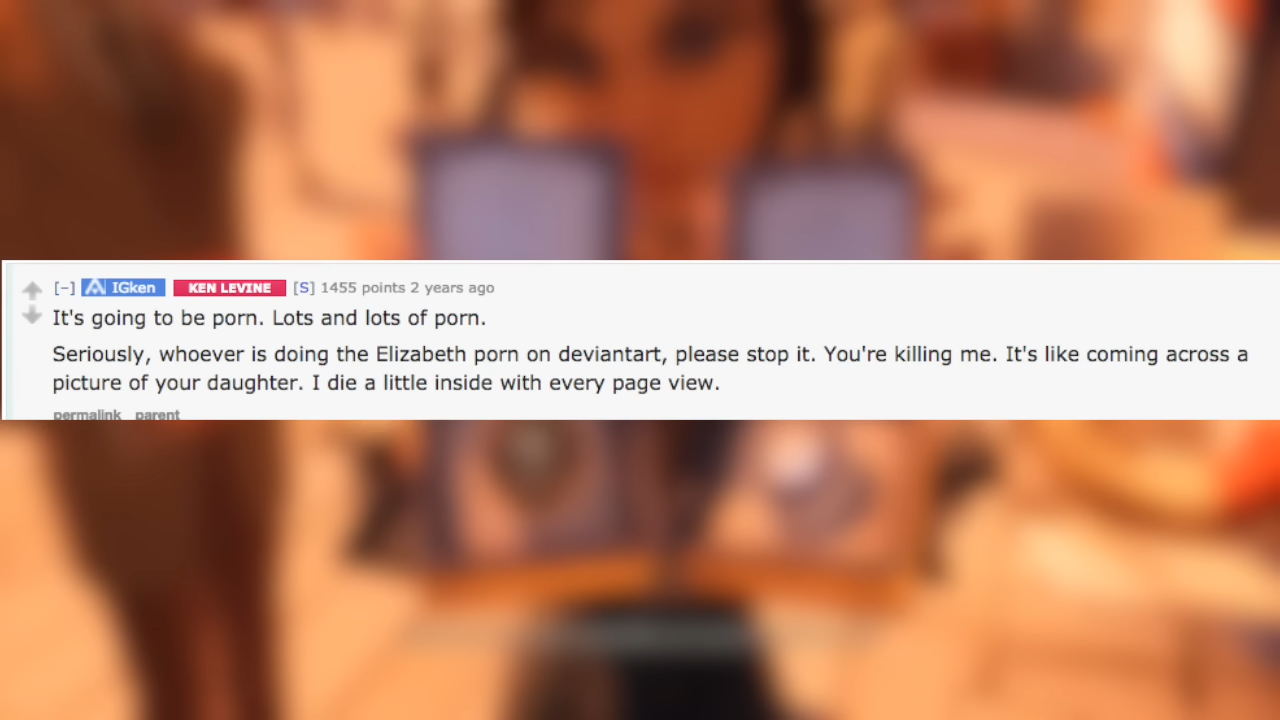 [–] IGken KEN LEVINE [S] 1455 points 2 years ago
It's going to be porn. Lots and lots of porn.
Seriously, whoever is doing the Elizabeth porn on deviantart, please stop it. You're killing me. It's like coming across a
picture of your daughter. I die a little inside with every page view.
permalink parent